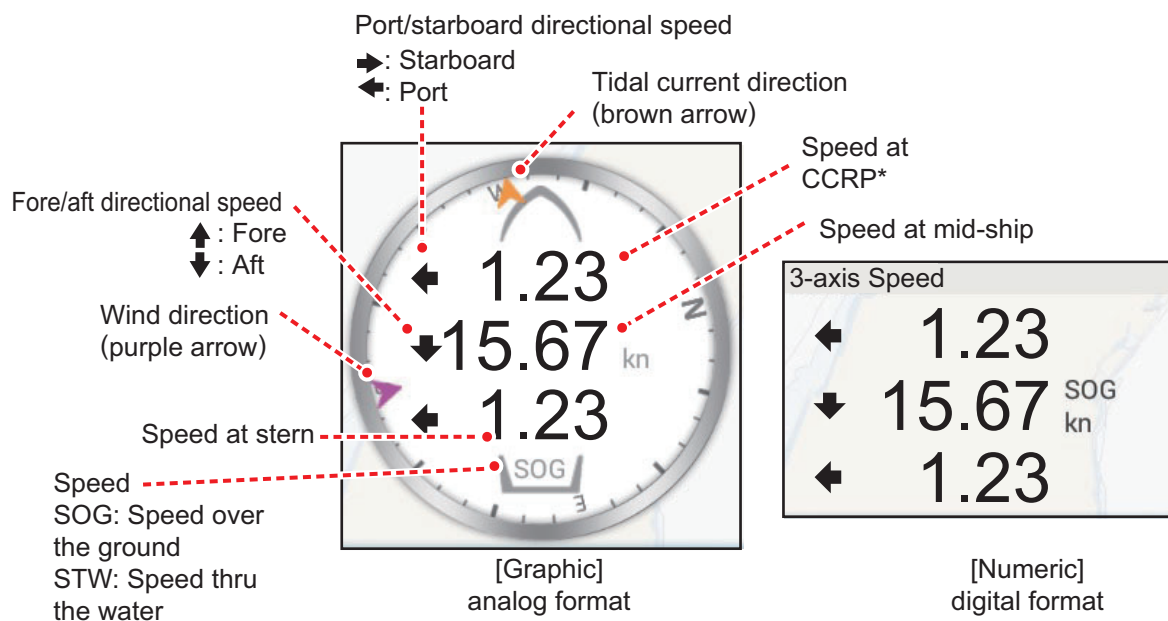 Port/starboard directional speed
➡: Starboard
⬅: Port
Tidal current direction
(brown arrow)
Speed at
CCRP*
Speed at mid-ship
Fore/aft directional speed
⬆: Fore
⬇: Aft
Wind direction
(purple arrow)
Speed at stern
Speed
SOG: Speed over
the ground
STW: Speed thru
the water
W
N
E
⬅ 1.23
⬇ 15.67 kn
⬅ 1.23
SOG
[Graphic]
analog format
3-axis Speed
⬅ 1.23
⬇ 15.67 SOG
kn
⬅ 1.23
[Numeric]
digital format